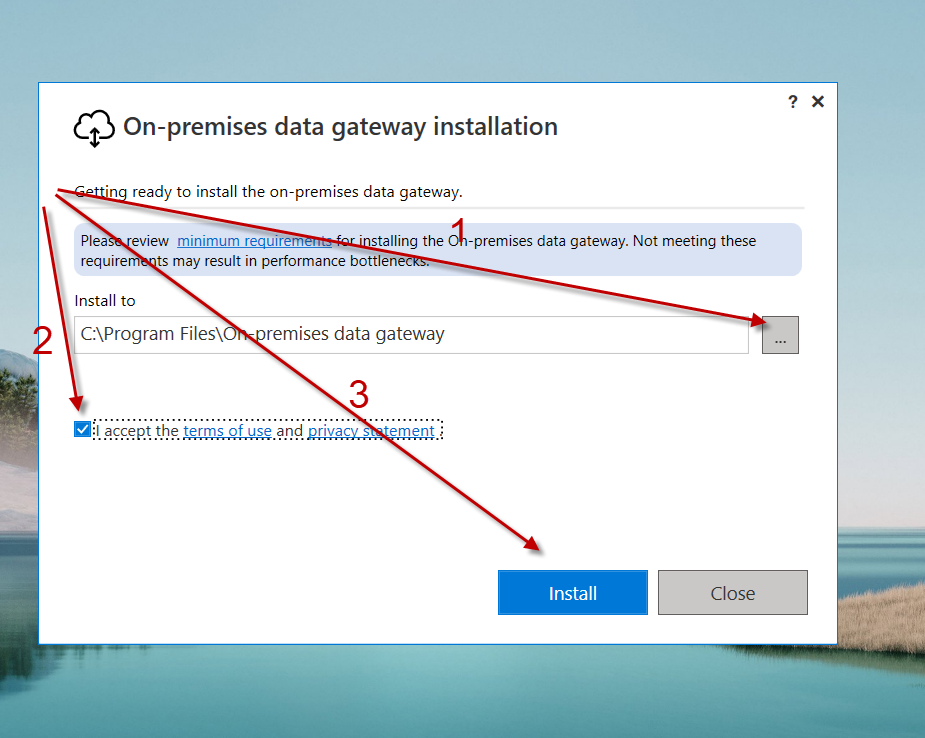 ? ✕
On-premises data gateway installation
Getting ready to install the on-premises data gateway.
1
Please review minimum requirements for installing the On-premises data gateway. Not meeting these
requirements may result in performance bottlenecks.
Install to
2
C:\Program Files\On-premises data gateway
...
3
I accept the terms of use and privacy statement
Install
Close